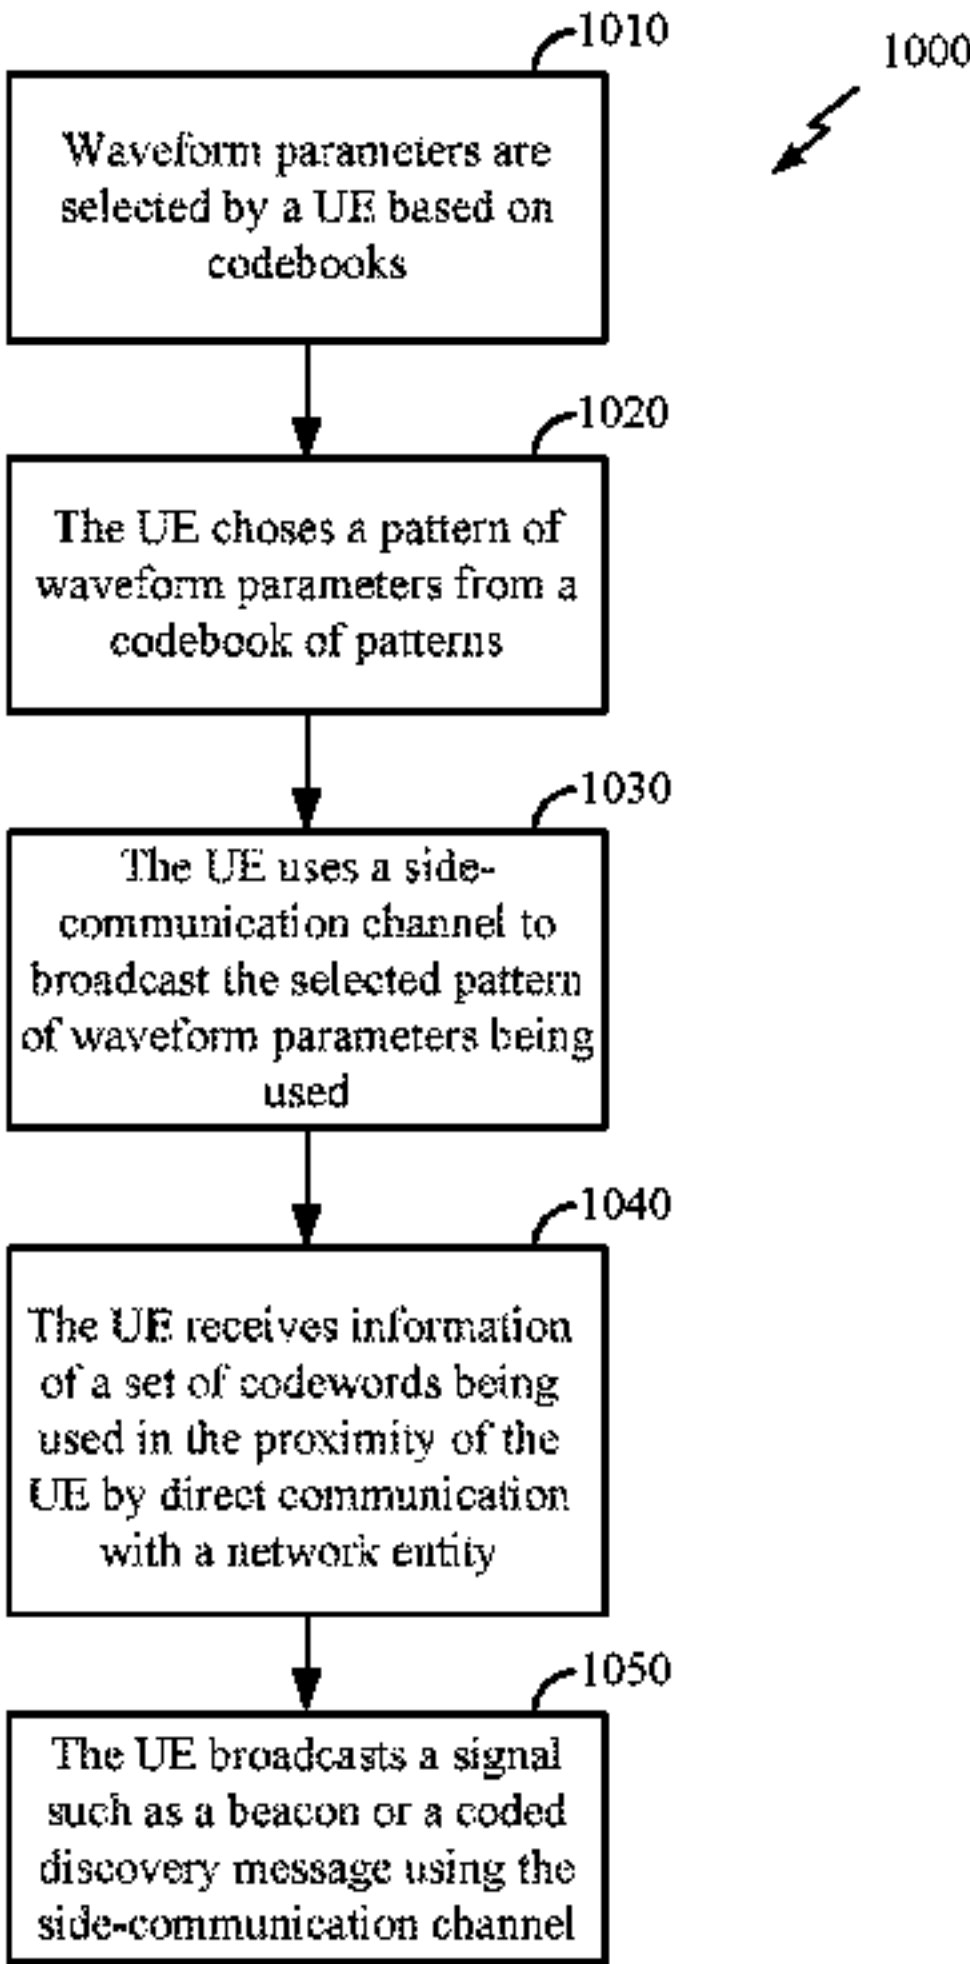 1010
1000
Waveform parameters are
selected by a UE based on
codebooks
1020
The UE choses a pattern of
waveform parameters from a
codebook of patterns
1030
The UE uses a side-
communication channel to
broadcast the selected pattern
of waveform parameters being
used
1040
The UE receives information
of a set of codewords being
used in the proximity of the
UE by direct communication
with a network entity
1050
The UE broadcasts a signal
such as a beacon or a coded
discovery message using the
side-communication channel